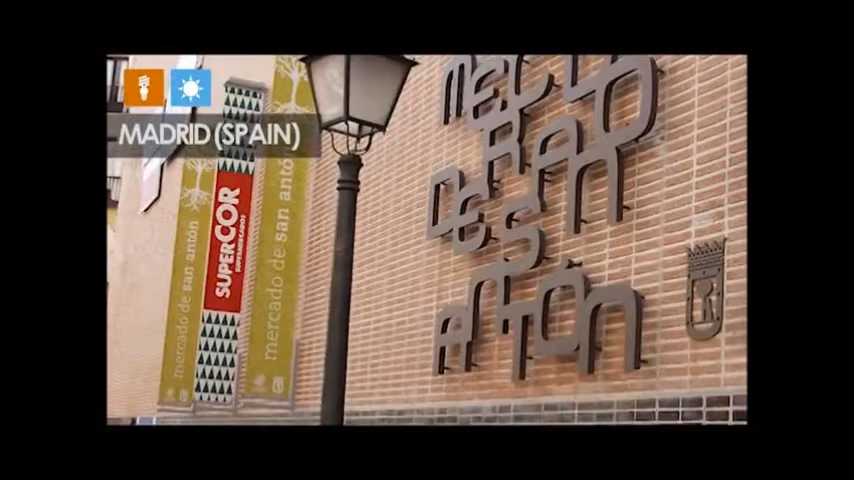 MADRID (SPAIN)
mercado de san antón
SUPERCOR
SUPERMERCADOS
mercado de san antón
MERCADO
DE SAN
ANTÓN
R